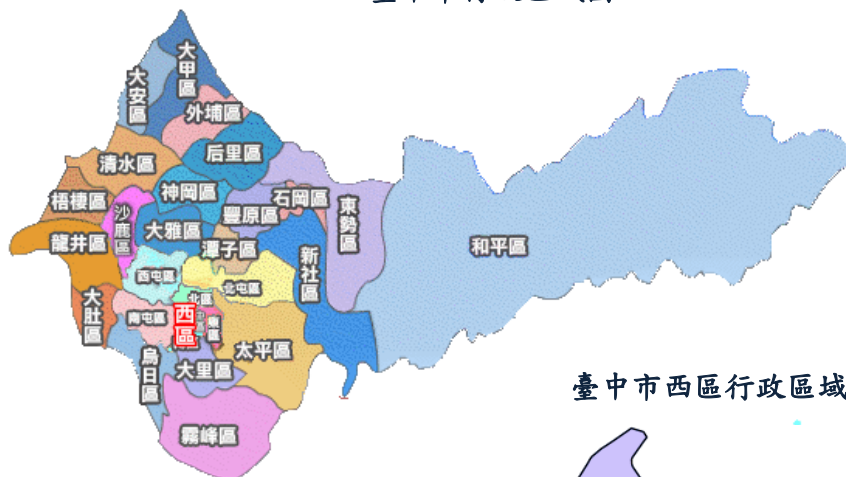 大甲區
大安區
外埔區
后里區
清水區
神岡區
石岡區
梧棲區
沙鹿區
豐原區
東勢區
大雅區
龍井區
潭子區
和平區
新社區
西屯區
北屯區
北區
大肚區
南屯區
西區
太平區
烏日區
大里區
臺中市西區行政區域
霧峰區